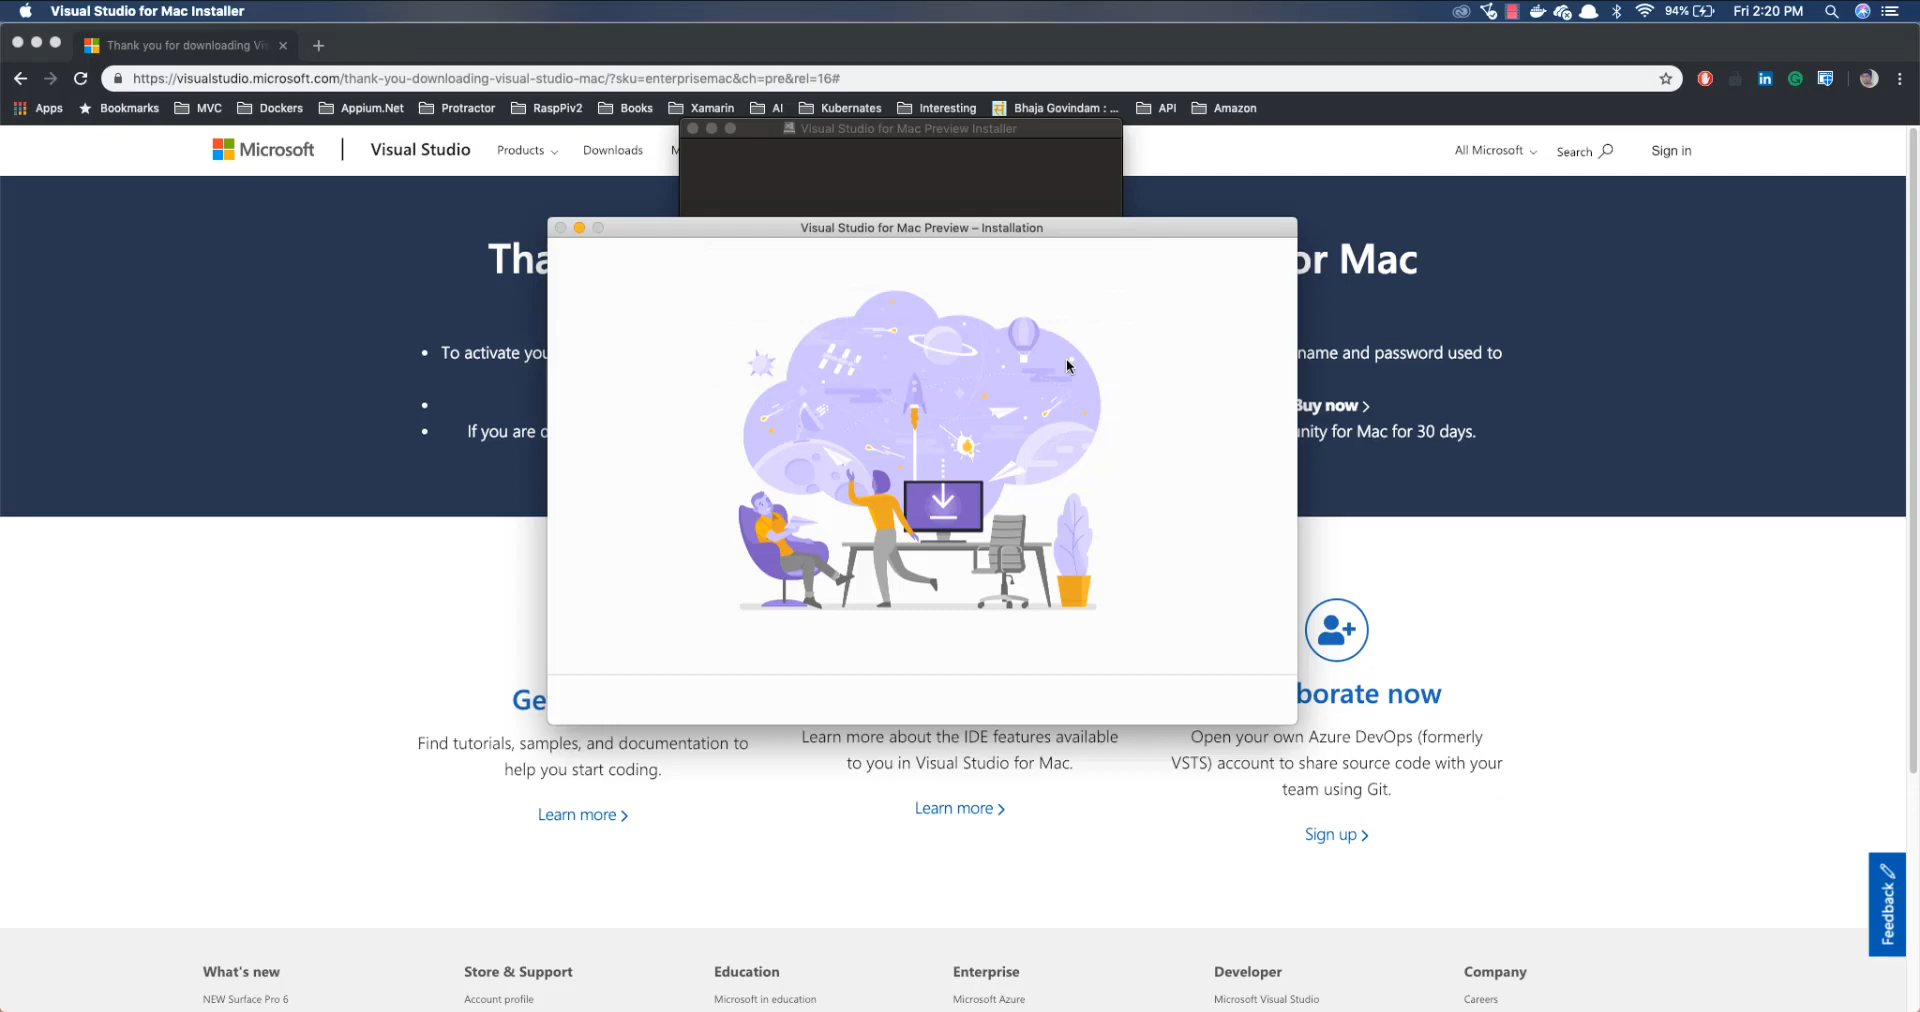 Visual Studio for Mac Installer
94%
Fri 2:20 PM
Thank you for downloading Vi
https://visualstudio.microsoft.com/thank-you-downloading-visual-studio-mac/?sku=enterprisemac&ch=pre&rel=16#
Apps
Bookmarks
MVC
Dockers
Appium.Net
Protractor
RaspPiv2
Books
Xamarin
AI
Kubernates
Interesting
Bhaja Govindam : ...
API
Amazon
Visual Studio for Mac Preview Installer
Microsoft
Visual Studio
Products
Downloads
All Microsoft
Search
Sign in
Visual Studio for Mac Preview – Installation
Tha
or Mac
To activate you
name and password used to
Buy now >
If you are
unity for Mac for 30 days.
Ge
borate now
Find tutorials, samples, and documentation to
help you start coding.
Learn more >
Learn more about the IDE features available
to you in Visual Studio for Mac.
Learn more >
Open your own Azure DevOps (formerly
VSTS) account to share source code with your
team using Git.
Sign up >
Feedback
What's new
NEW Surface Pro 6
Store & Support
Account profile
Education
Microsoft in education
Enterprise
Microsoft Azure
Developer
Microsoft Visual Studio
Company
Careers